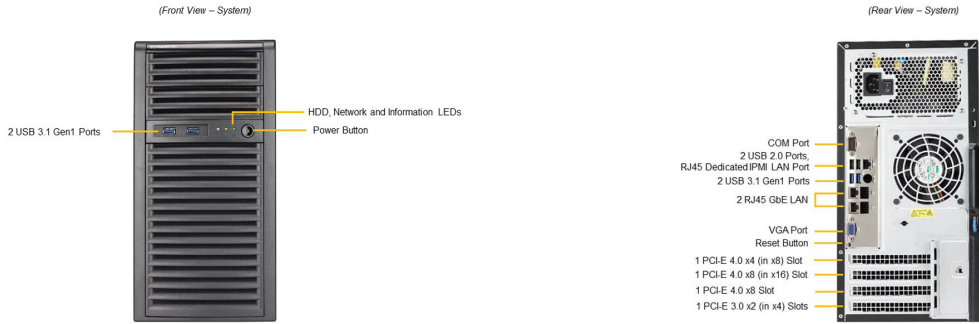 (Front View – System)
(Rear View – System)
HDD, Network and Information LEDs
2 USB 3.1 Gen1 Ports
Power Button
COM Port
2 USB 2.0 Ports,
RJ45 Dedicated IPMI LAN Port
2 USB 3.1 Gen1 Ports
2 RJ45 GbE LAN
VGA Port
Reset Button
1 PCI-E 4.0 x4 (in x8) Slot
1 PCI-E 4.0 x8 (in x16) Slot
1 PCI-E 4.0 x8 Slot
1 PCI-E 3.0 x2 (in x4) Slots